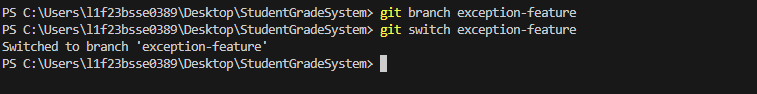 PS C:\Users\l1f23bsse0389\Desktop\StudentGradeSystem> git branch exception-feature
PS C:\Users\l1f23bsse0389\Desktop\StudentGradeSystem> git switch exception-feature
Switched to branch 'exception-feature'
PS C:\Users\l1f23bsse0389\Desktop\StudentGradeSystem>